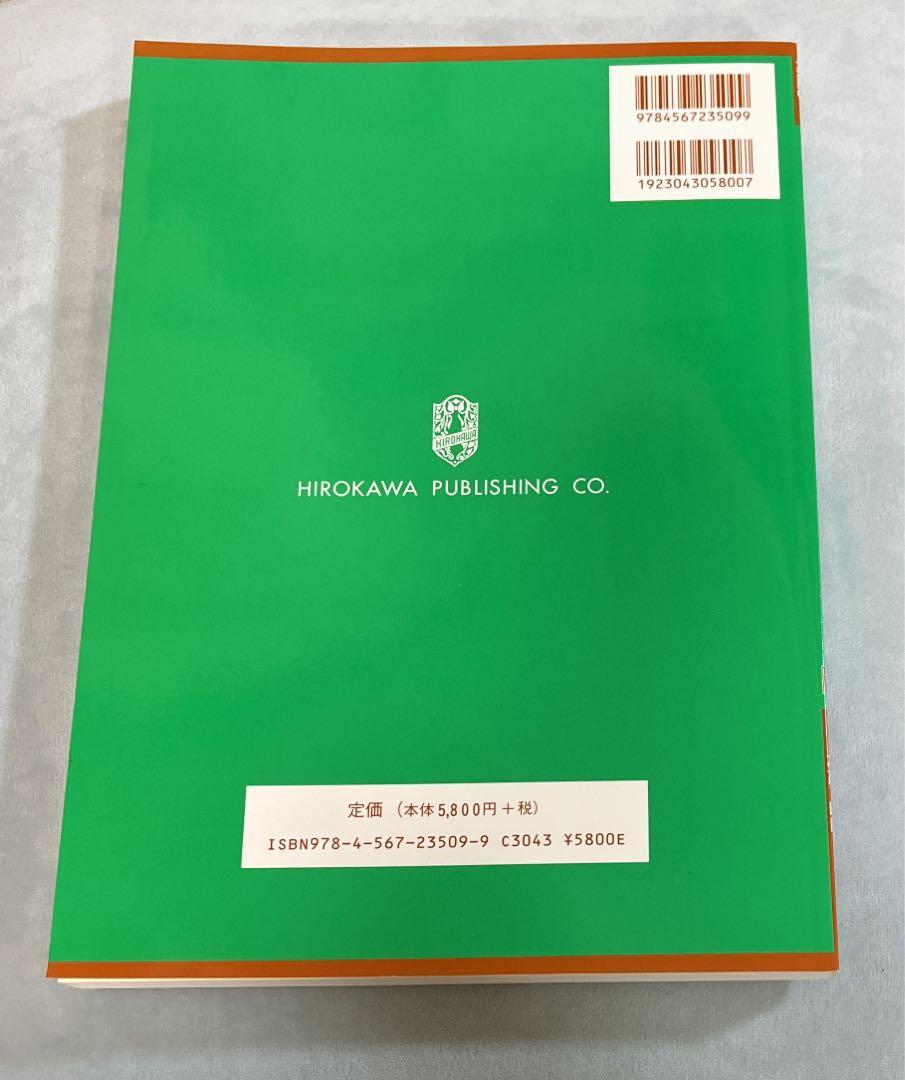 9784567235099
1923043058007
HIROKAWA
HIROKAWA PUBLISHING CO.
定価（本体5,800円＋税）
ISBN978-4-567-23509-9 C3043 ¥5800E